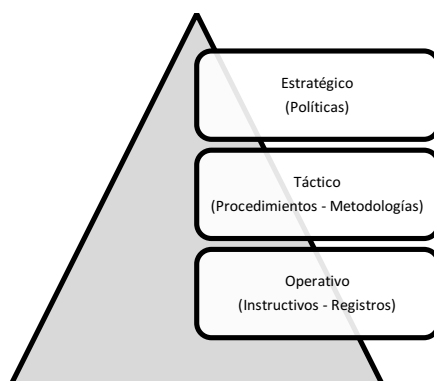 Estratégico
(Políticas)
Táctico
(Procedimientos - Metodologías)
Operativo
(Instructivos - Registros)